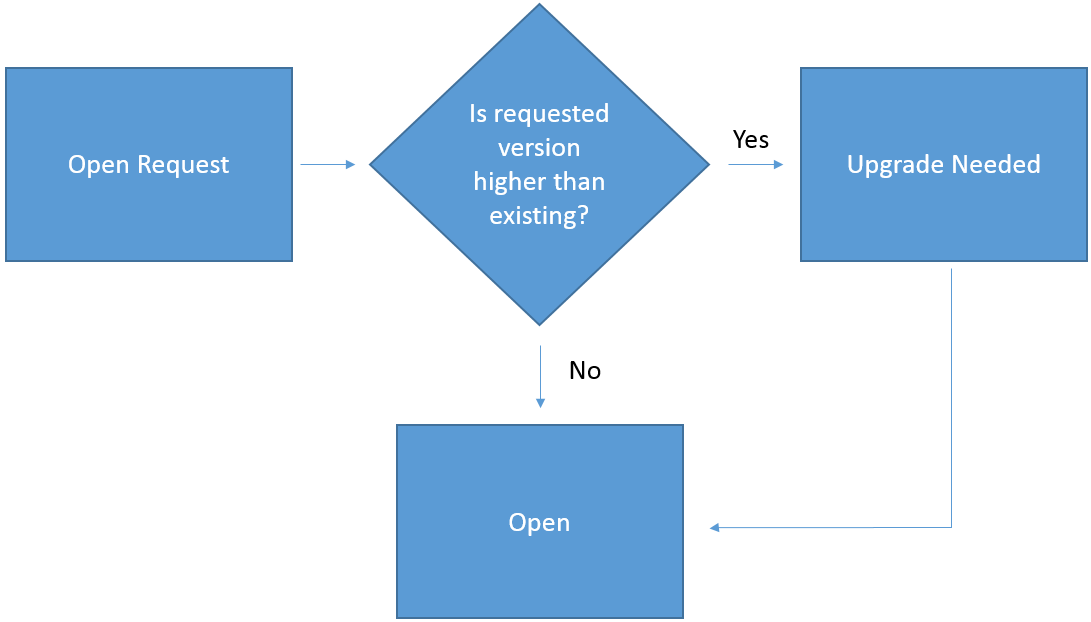 Open Request
Is requested
version
higher than
existing?
Yes
Upgrade Needed
No
Open